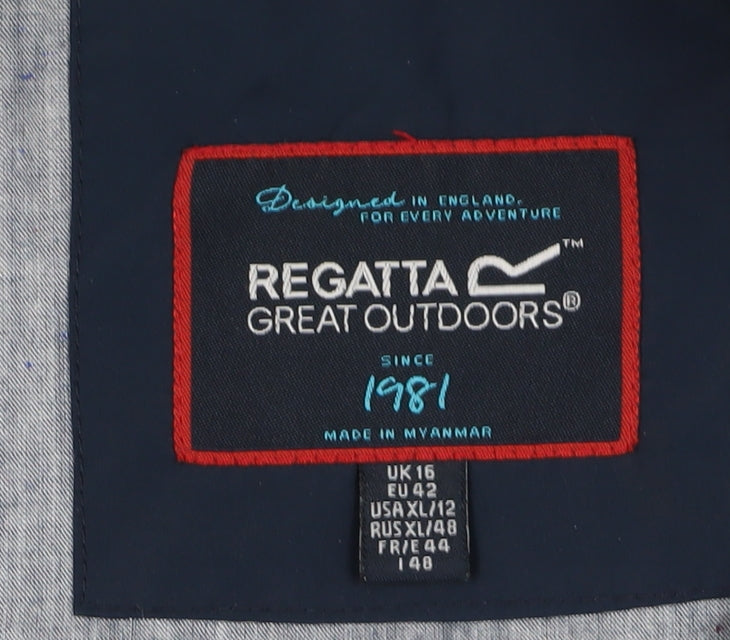 Designed IN ENGLAND.
FOR EVERY ADVENTURE
REGATTA R™
GREAT OUTDOORS®
SINCE
1981
MADE IN MYANMAR
UK 16
EU 42
USA XL/12
RUS XL/48
FR/E 44
I 48